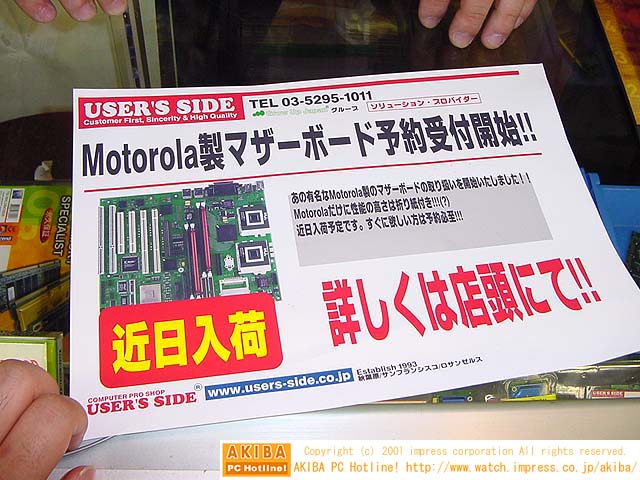 USER'S SIDE
Customer First, Sincerity & High Quality
TEL 03-5295-1011
Grow Up Japan グループ
ソリューション・プロバイダー
Motorola製マザーボード予約受付開始!!
あの有名なMotorola製のマザーボードの取り扱いを開始いたしました!!
Motorolaだけに性能の高さは折り紙付き!!!(?)
近日入荷予定です。すぐに欲しい方は予約必至!!!
近日入荷
詳しくは店頭にて!!
COMPUTER PRO SHOP
USER'S SIDE®
www.users-side.co.jp
Establish 1993
秋葉原/サンフランシスコ/ロサンゼルス
SPECIALIST
USER'S SIDE
AKIBA
PC Hotline!
Copyright (c) 2001 impress corporation All rights reserved.
AKIBA PC Hotline! http://www.watch.impress.co.jp/akiba/